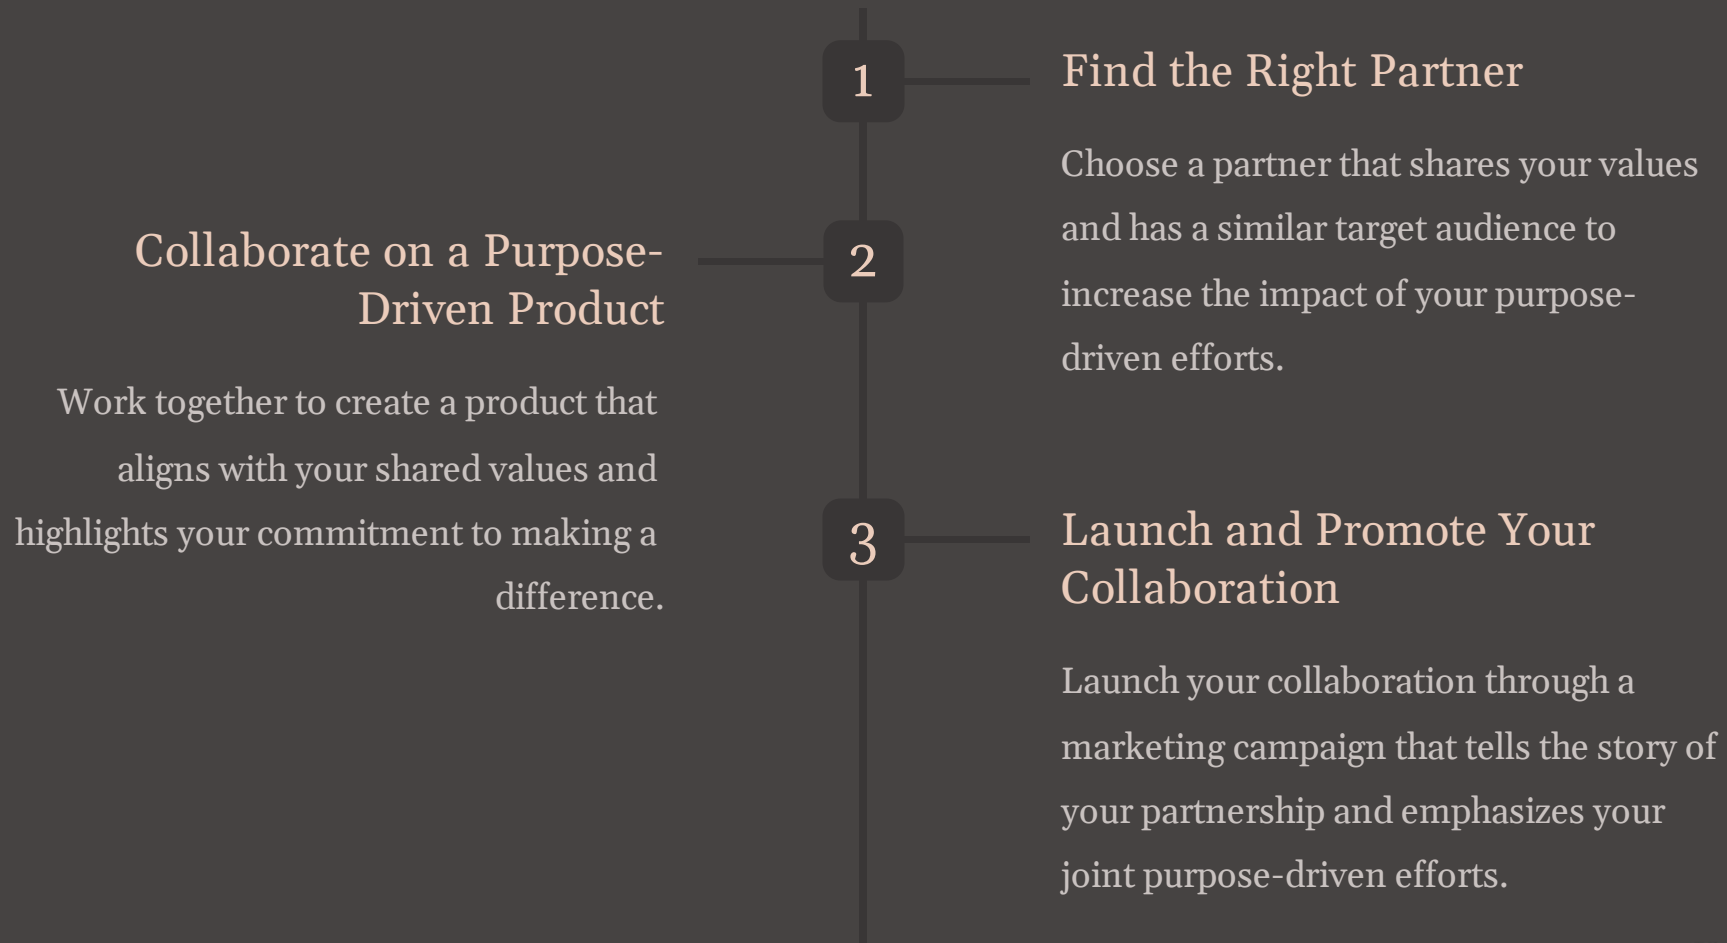 1
Find the Right Partner
Choose a partner that shares your values
and has a similar target audience to
increase the impact of your purpose-
driven efforts.
2
Collaborate on a Purpose-
Driven Product
Work together to create a product that
aligns with your shared values and
highlights your commitment to making a
difference.
3
Launch and Promote Your
Collaboration
Launch your collaboration through a
marketing campaign that tells the story of
your partnership and emphasizes your
joint purpose-driven efforts.